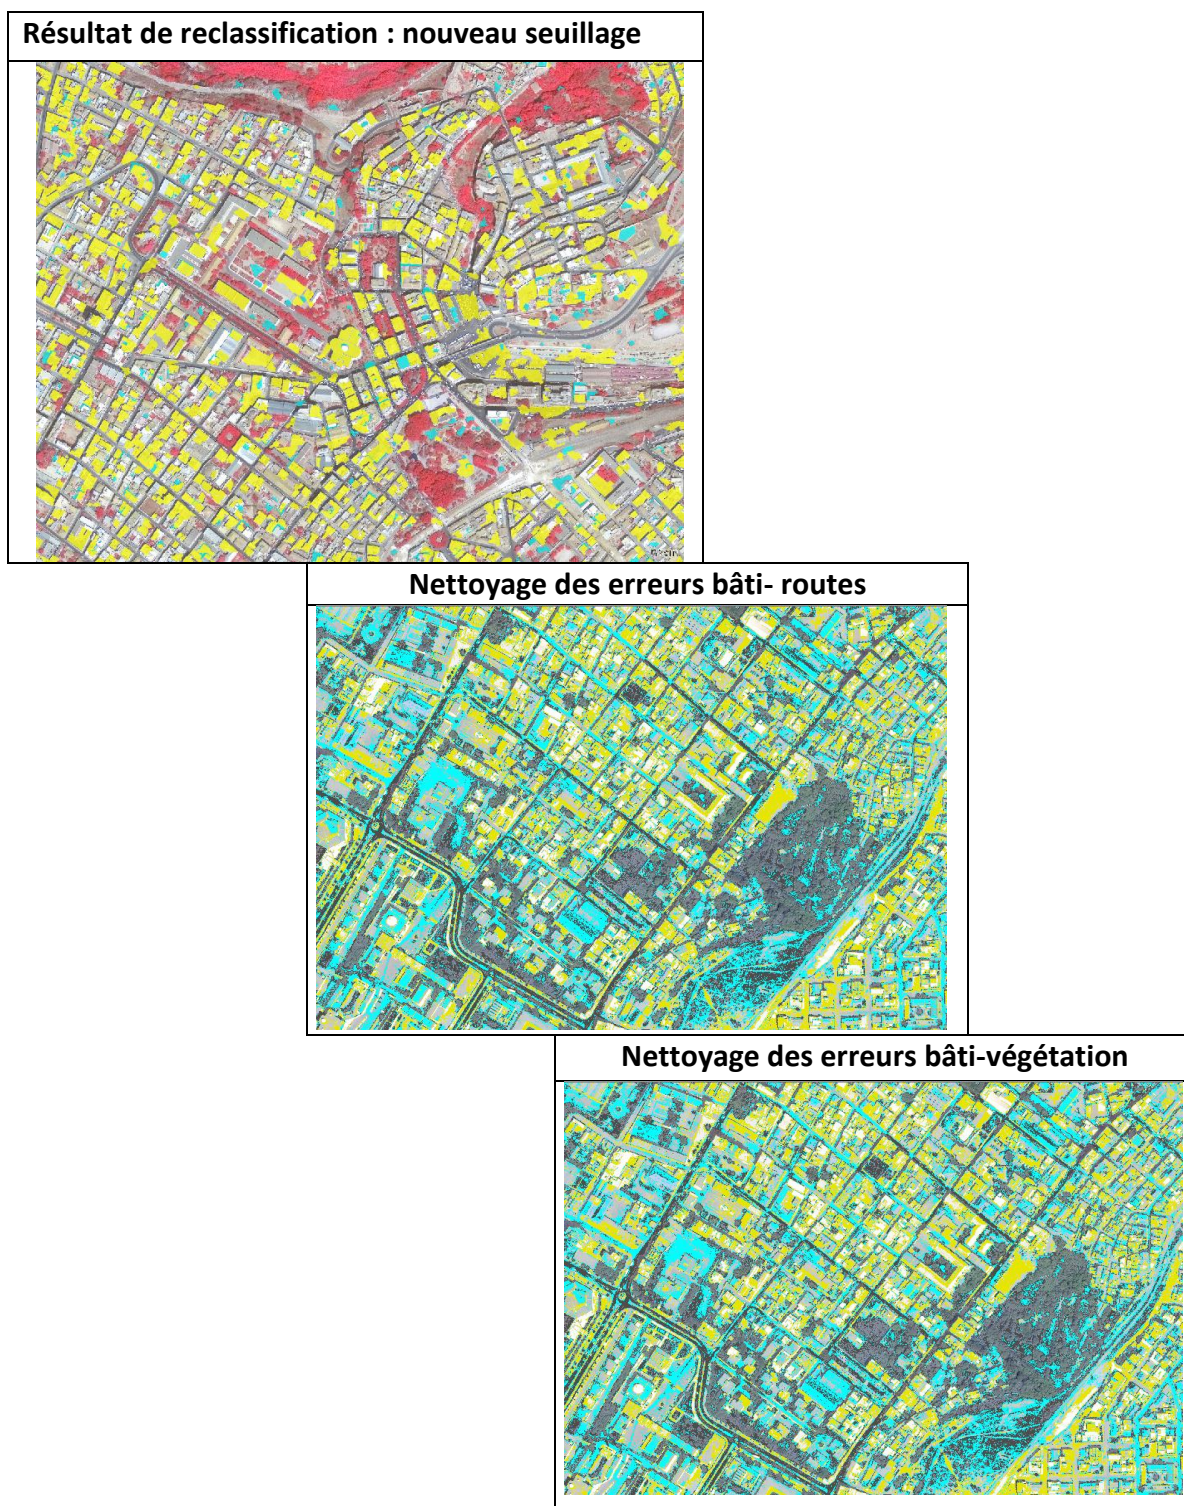 Résultat de reclassification : nouveau seuillage
Nettoyage des erreurs bâti- routes
Nettoyage des erreurs bâti-végétation